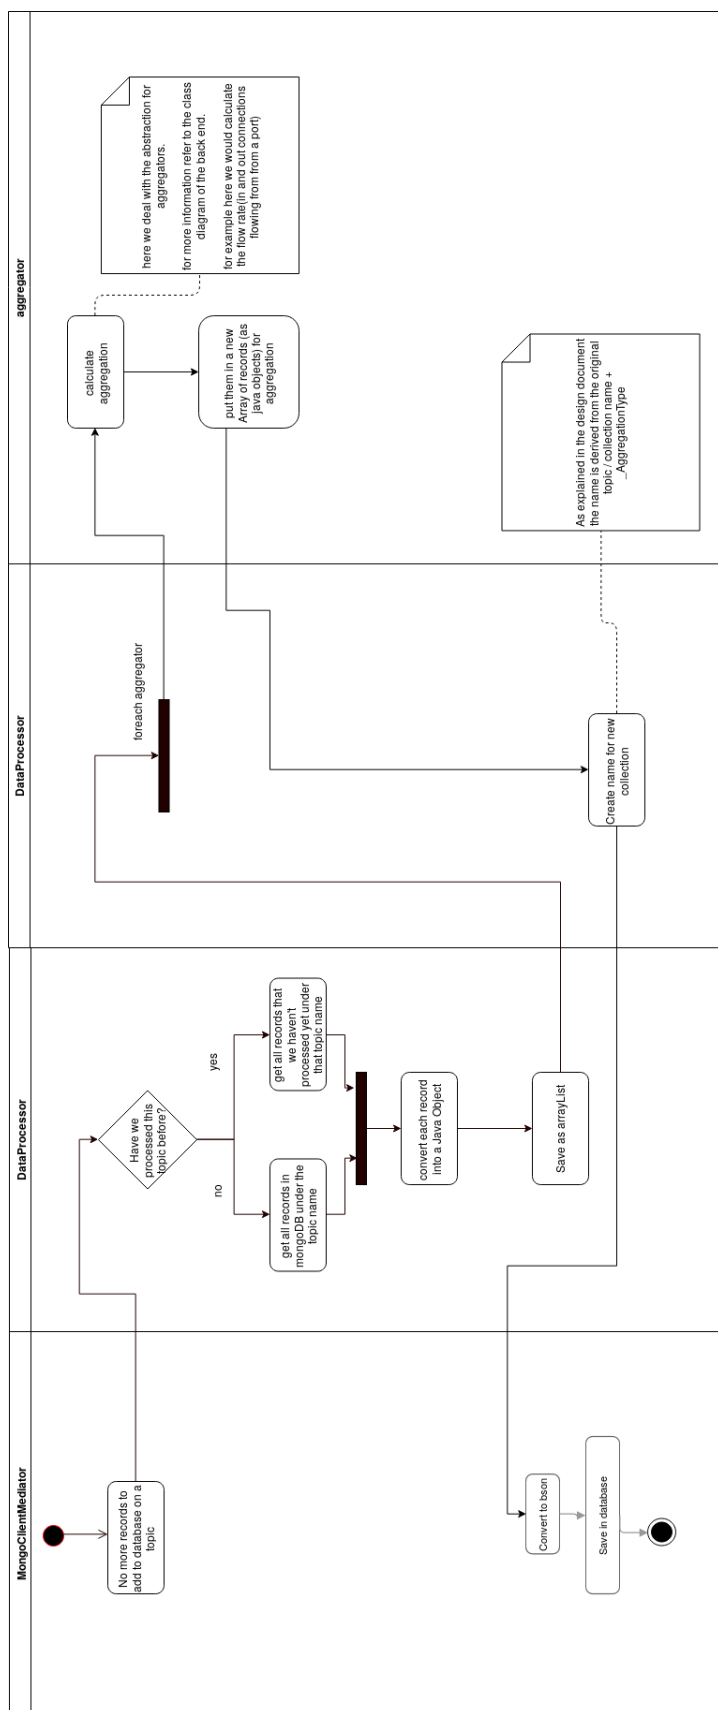 MongoClientMediator
DataProcessor
DataProcessor
aggregator
No more records to
add to database on a
topic
Have we
processed this
topic before?
no
yes
get all records in
mongoDB under the
topic name
get all records that
we haven't
processed yet under
that topic name
convert each record
into a Java Object
Save as arrayList
foreach aggregator
calculate
aggregation
here we deal with the abstraction for
aggregators.
for more information refer to the class
diagram of the back end.
for example here we would calculate
the flow rate(in and out connections
flowing from from a port)
put them in a new
Array of records (as
java objects) for
aggregation
Create name for new
collection
As explained in the design document
the name is derived from the original
topic / collection name +
_AggregationType
Convert to bson
Save in database